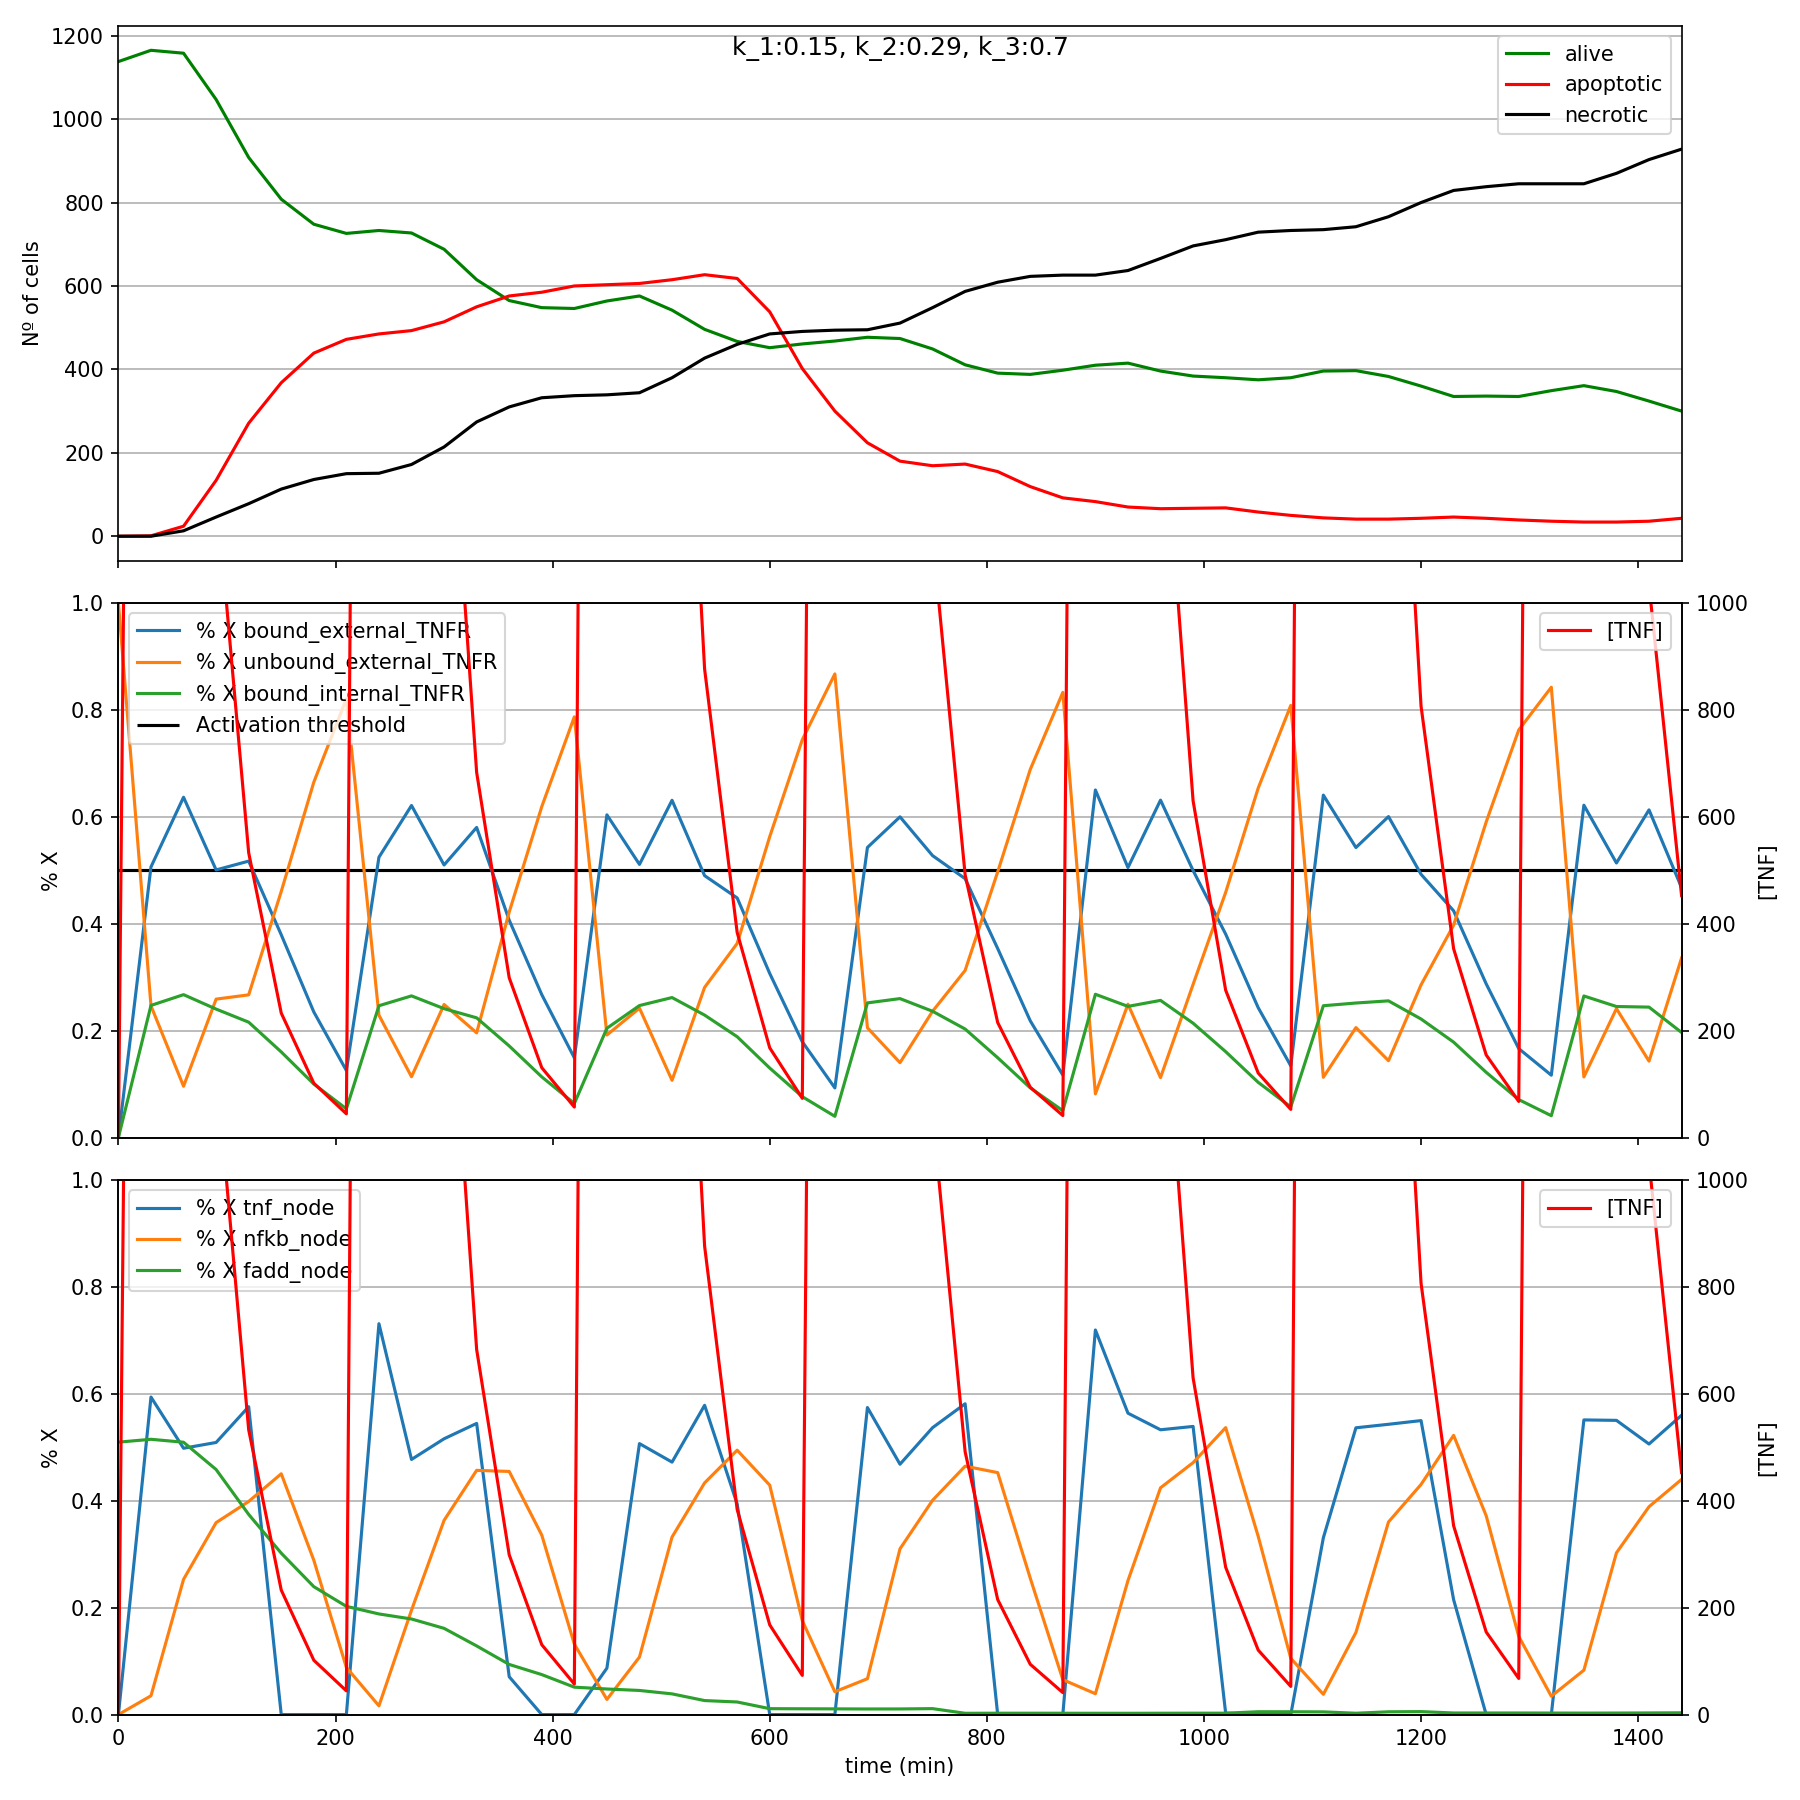 k_1:0.15, k_2:0.29, k_3:0.7
alive
apoptotic
necrotic
Nº of cells
1200
1000
800
600
400
200
0
% X bound_external_TNFR
% X unbound_external_TNFR
% X bound_internal_TNFR
Activation threshold
[TNF]
% X
1.0
0.8
0.6
0.4
0.2
0.0
1000
800
600
400
200
0
[TNF]
% X tnf_node
% X nfkb_node
% X fadd_node
[TNF]
% X
1.0
0.8
0.6
0.4
0.2
0.0
1000
800
600
400
200
0
[TNF]
0 200 400 600 800 1000 1200 1400
time (min)